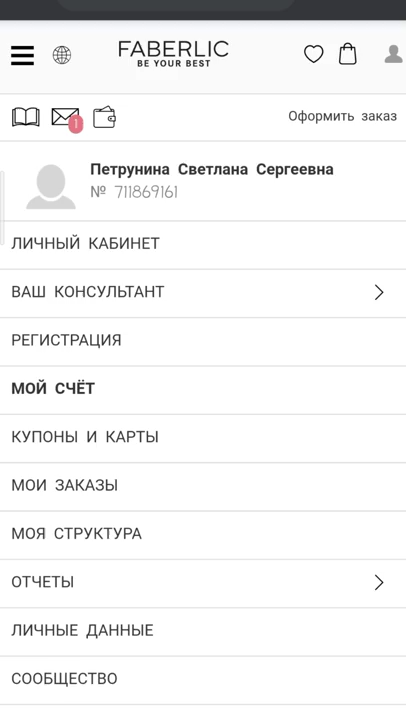 FABERLIC
BE YOUR BEST
1
Оформить заказ
Петрунина Светлана Сергеевна
№ 711869161
ЛИЧНЫЙ КАБИНЕТ
ВАШ КОНСУЛЬТАНТ
РЕГИСТРАЦИЯ
МОЙ СЧЁТ
КУПОНЫ И КАРТЫ
МОИ ЗАКАЗЫ
МОЯ СТРУКТУРА
ОТЧЕТЫ
ЛИЧНЫЕ ДАННЫЕ
СООБЩЕСТВО